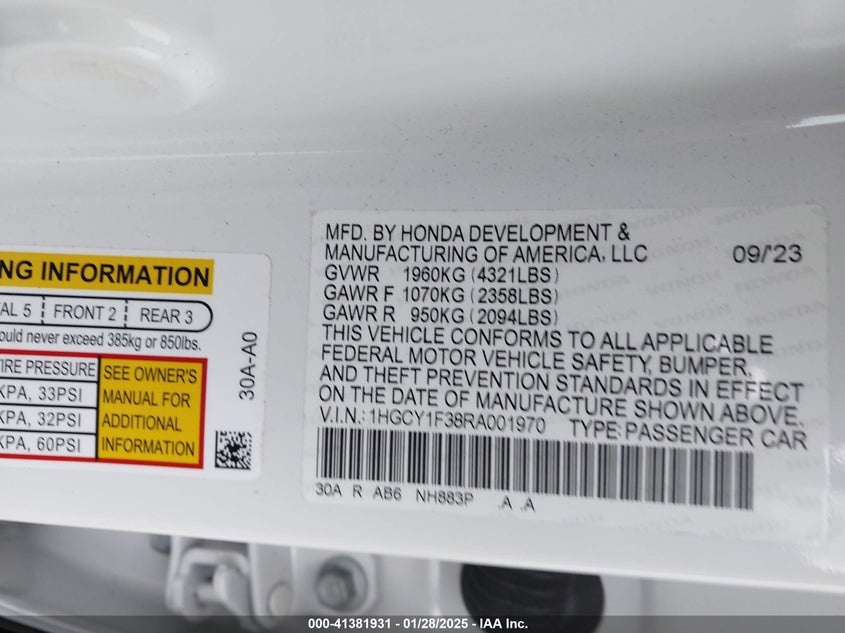 NG INFORMATION
AL 5 FRONT 2 REAR 3
ould never exceed 385kg or 850lbs.
IRE PRESSURE
KPA, 33PSI
KPA, 32PSI
KPA, 60PSI
SEE OWNER'S
MANUAL FOR
ADDITIONAL
INFORMATION
30A-A0
MFD. BY HONDA DEVELOPMENT &
MANUFACTURING OF AMERICA, LLC 09/'23
GVWR 1960KG (4321LBS)
GAWR F 1070KG (2358LBS)
GAWR R 950KG (2094LBS)
THIS VEHICLE CONFORMS TO ALL APPLICABLE
FEDERAL MOTOR VEHICLE SAFETY, BUMPER,
AND THEFT PREVENTION STANDARDS IN EFFECT
ON THE DATE OF MANUFACTURE SHOWN ABOVE.
V.I.N.: 1HGCY1F38RA001970 TYPE:PASSENGER CAR
30A R AB6 NH883P .A .A
000-41381931 - 01/28/2025 - IAA Inc.